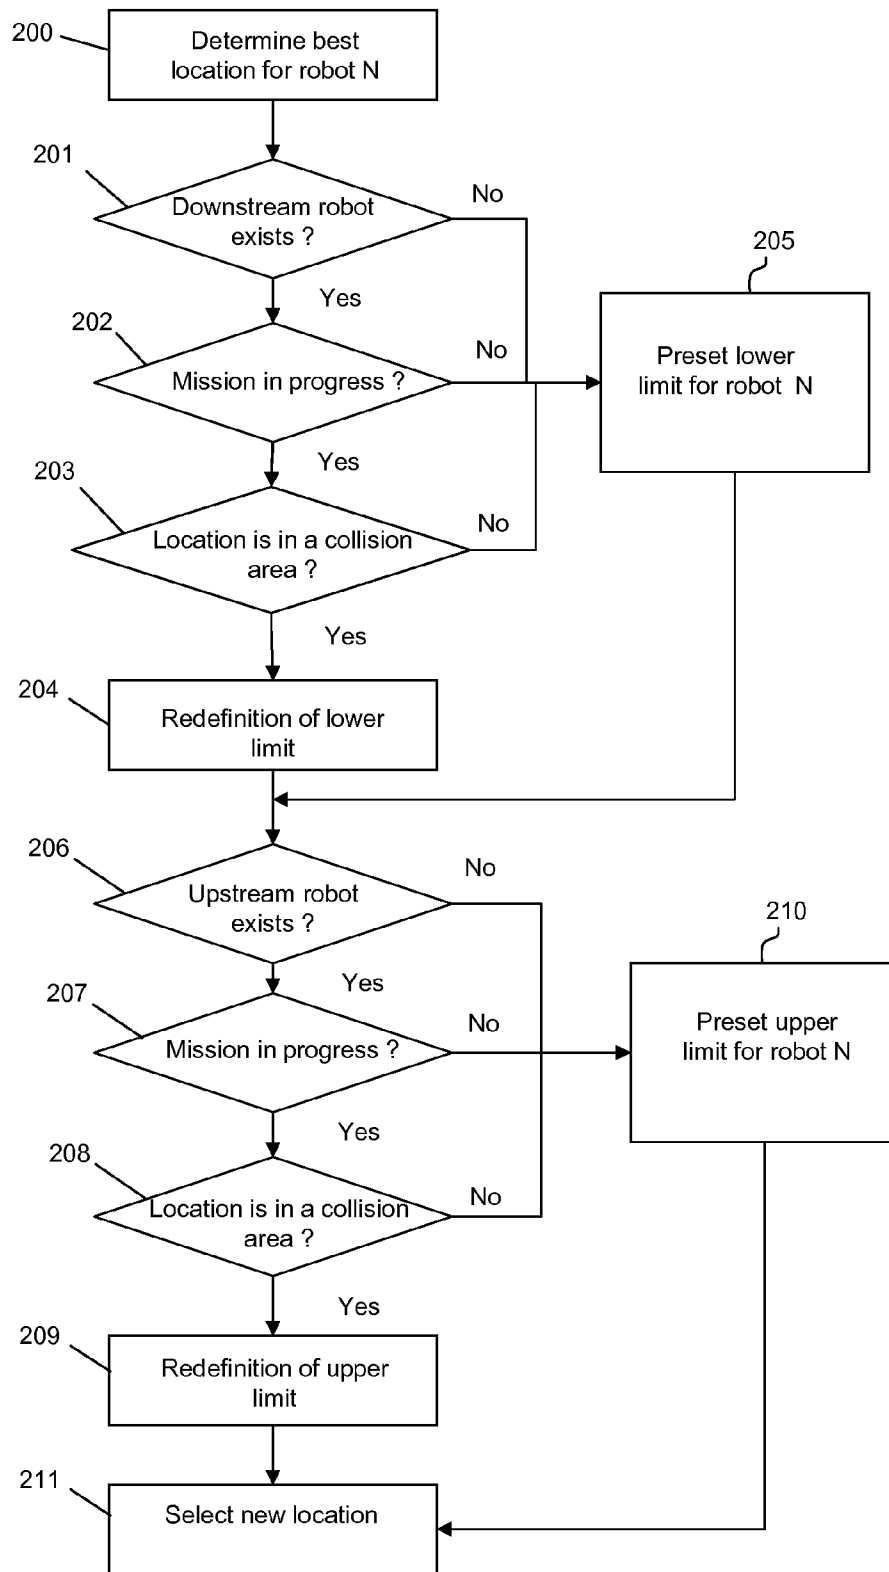 200
Determine best
location for robot N
201
No
Downstream robot
exists ?
Yes
205
202
No
Preset lower
limit for robot N
Mission in progress ?
Yes
203
No
Location is in a collision
area ?
Yes
204
Redefinition of lower
limit
206
No
Upstream robot
exists ?
210
Yes
207
No
Preset upper
limit for robot N
Mission in progress ?
Yes
208
No
Location is in a collision
area ?
Yes
209
Redefinition of upper
limit
211
Select new location